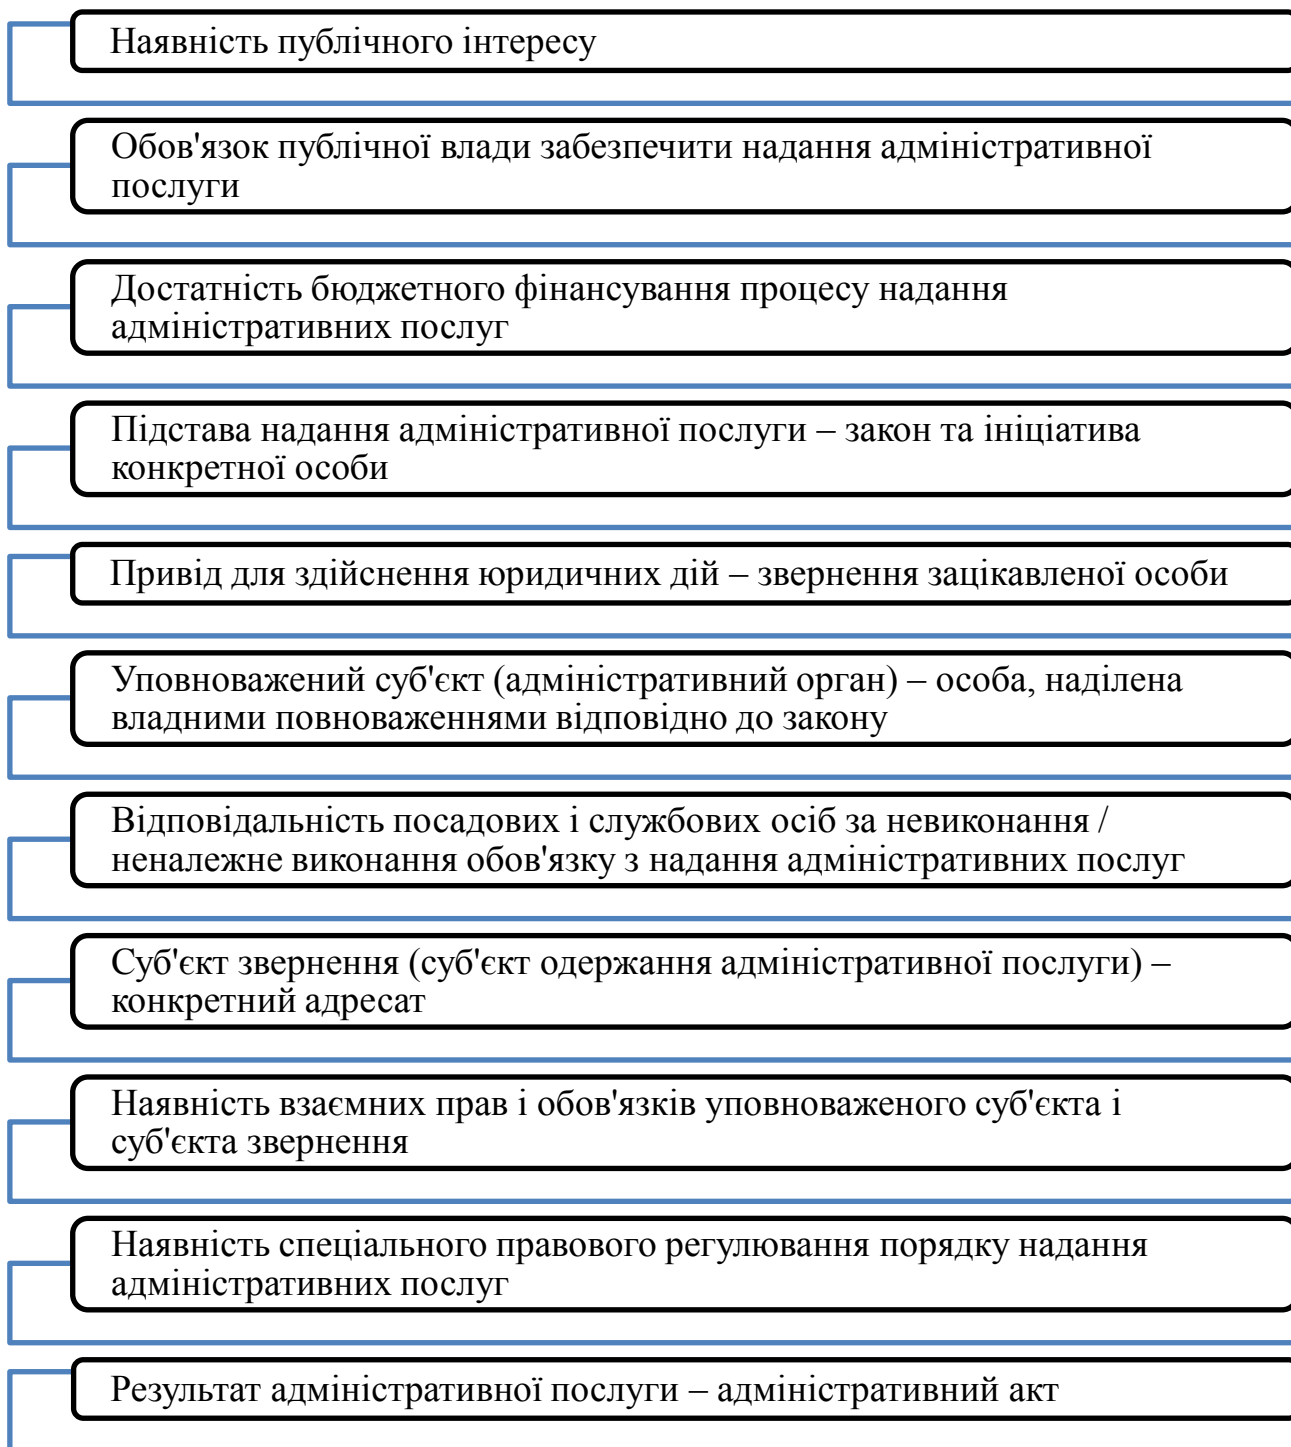 Наявність публічного інтересу
Обов'язок публічної влади забезпечити надання адміністративної
послуги
Достатність бюджетного фінансування процесу надання
адміністративних послуг
Підстава надання адміністративної послуги – закон та ініціатива
конкретної особи
Привід для здійснення юридичних дій – звернення зацікавленої особи
Уповноважений суб'єкт (адміністративний орган) – особа, наділена
владними повноваженнями відповідно до закону
Відповідальність посадових і службових осіб за невиконання /
неналежне виконання обов'язку з надання адміністративних послуг
Суб'єкт звернення (суб'єкт одержання адміністративної послуги) –
конкретний адресат
Наявність взаємних прав і обов'язків уповноваженого суб'єкта і
суб'єкта звернення
Наявність спеціального правового регулювання порядку надання
адміністративних послуг
Результат адміністративної послуги – адміністративний акт